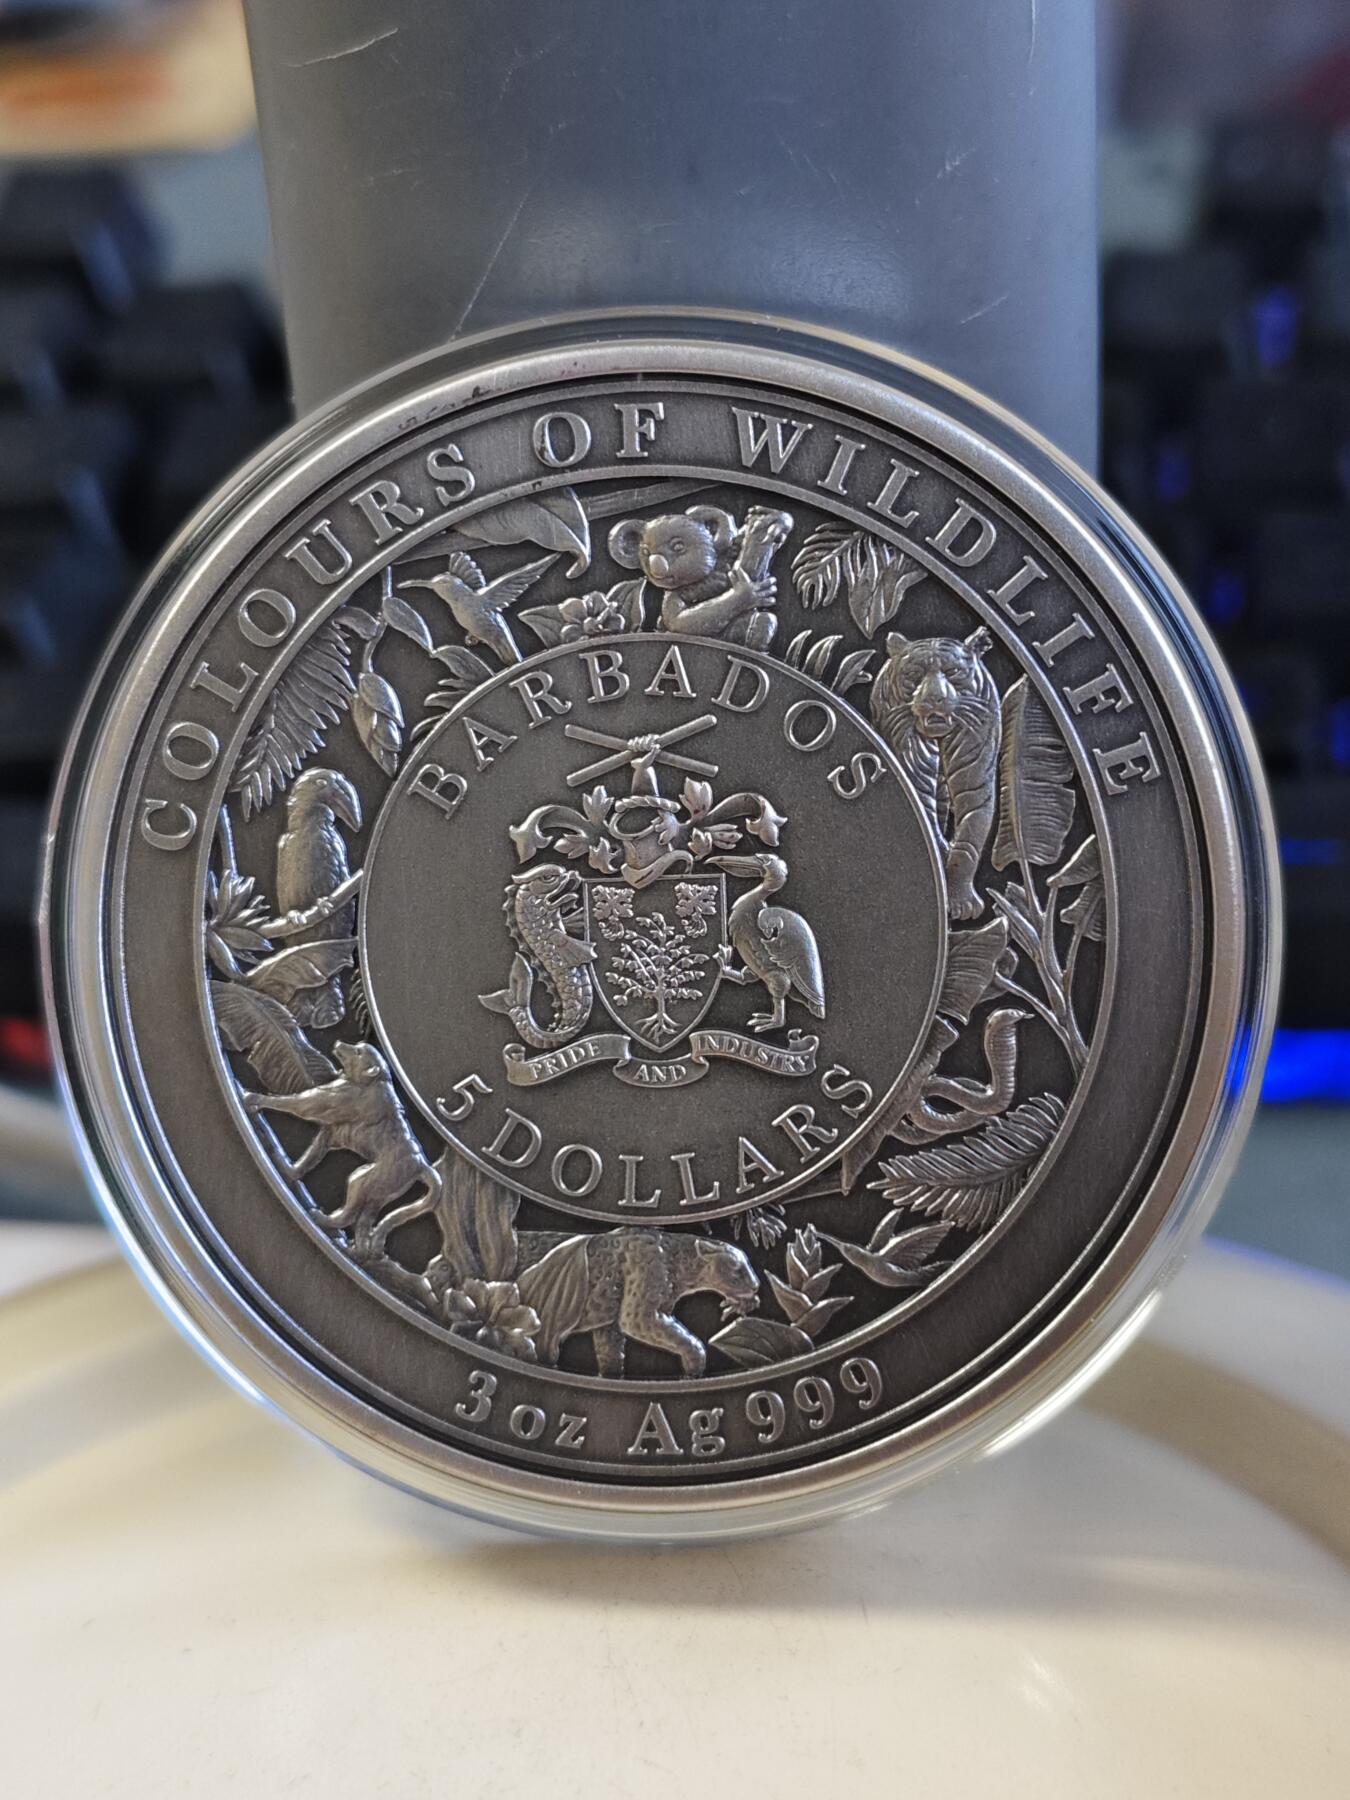 COLOURS OF WILDLIFE
BARBADOS
PRIDE AND INDUSTRY
5 DOLLARS
3 oz Ag 999